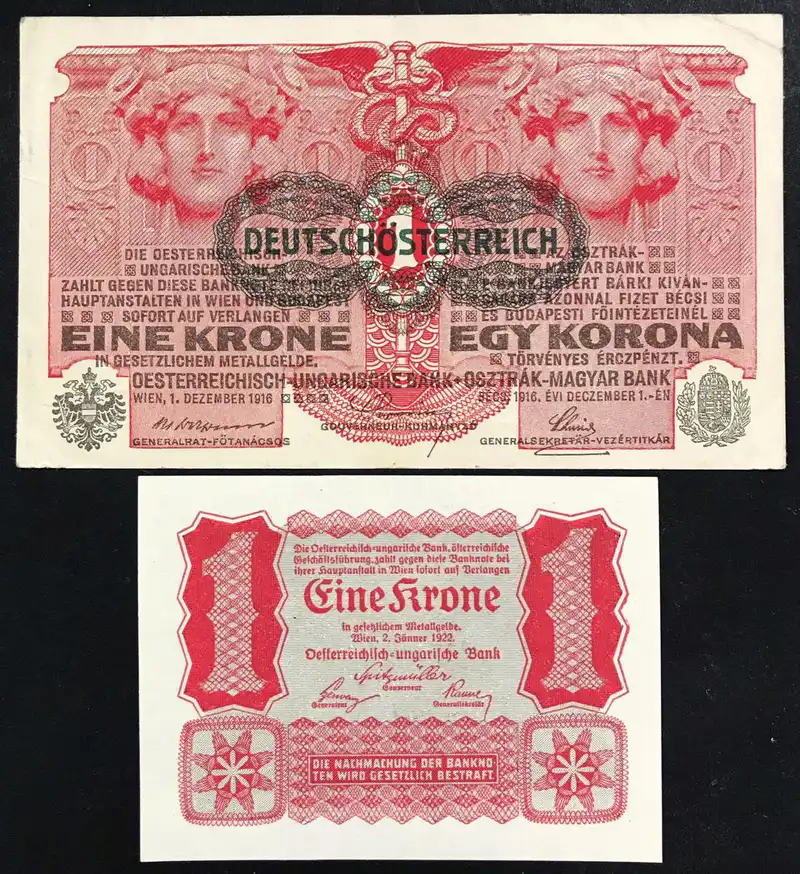 DIE OESTERREICHISCH
UNGARISCHE BANK
ZAHLT GEGEN DIESE BANKNOTE
HAUPTANSTALTEN IN WIEN UND BUDAPEST
SOFORT AUF VERLANGEN
EINE KRONE
IN GESETZLICHEM METALLGELDE.
1
DEUTSCHÖSTERREICH
AZ OSZTRÁK-
MAGYAR BANK
BÁRKI KIVÁN-
AZONNAL FIZET BÉCSI
ÉS BUDAPESTI FŐINTÉZETEINÉL
EGY KORONA
TÖRVÉNYES ÉRCZPÉNZT.
OESTERREICHISCH-UNGARISCHE BANK + OSZTRÁK-MAGYAR BANK
WIEN, 1. DEZEMBER 1916
BÉCS, 1916. ÉVI DECZEMBER 1.-ÉN
GENERALRAT-FŐTANÁCSOS
GOUVERNEUR-KORMÁNYZÓ
GENERALSEKRETÄR-VEZÉRTITKÁR
1
1
Die Oesterreichisch-ungarische Bank, österreichische
Geschäftsführung, zahlt gegen diese Banknote bei
ihrer Hauptanstalt in Wien sofort auf Verlangen
Eine Krone
in gesetzlichem Metallgelde.
Wien, 2. Jänner 1922.
Oesterreichisch-ungarische Bank
Spitzmüller
Gouverneur
Generalrat
Generalsekretär
DIE NACHMACHUNG DER BANKNO
TEN WIRD GESETZLICH BESTRAFT.